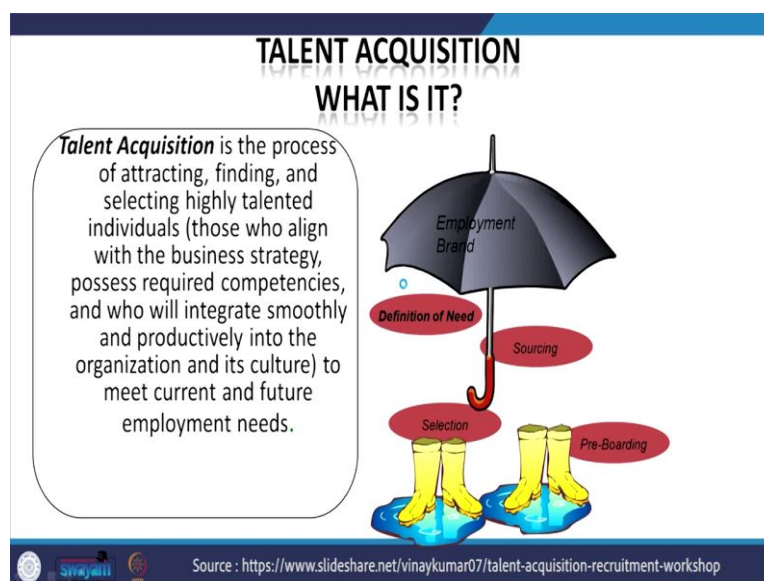 TALENT ACQUISITION
WHAT IS IT?
Talent Acquisition is the process
of attracting, finding, and
selecting highly talented
individuals (those who align
with the business strategy,
possess required competencies,
and who will integrate smoothly
and productively into the
organization and its culture) to
meet current and future
employment needs.
Employment
Brand
Definition of Need
Sourcing
Selection
Pre-Boarding
swayam
Source : https://www.slideshare.net/vinaykumar07/talent-acquisition-recruitment-workshop